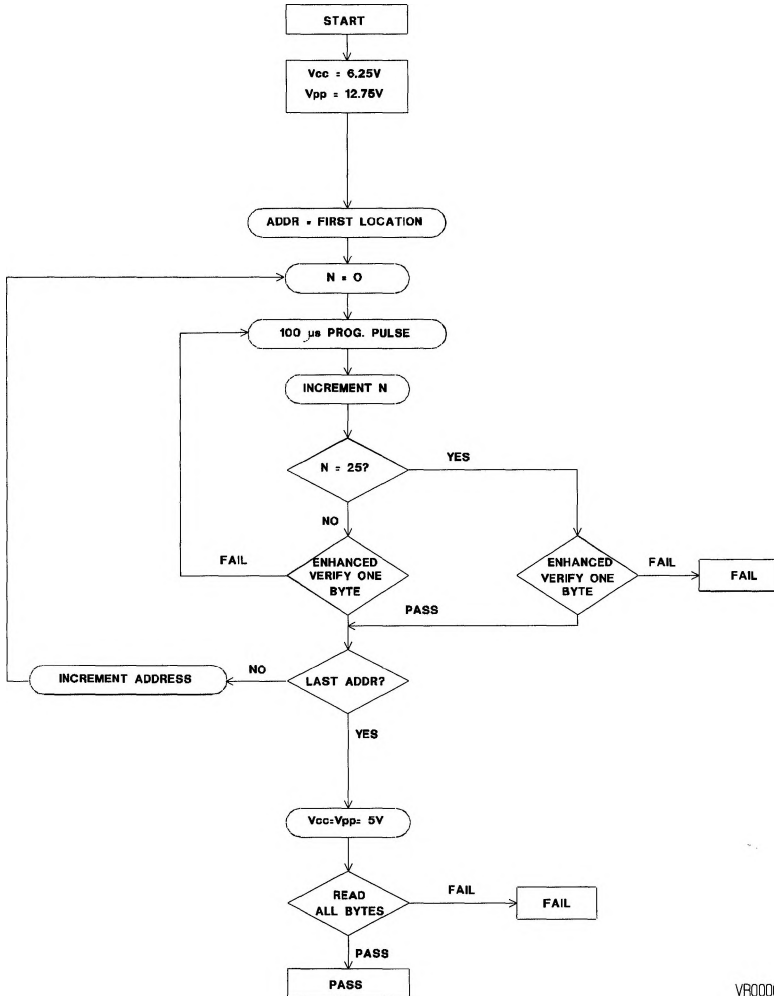 START
Vcc = 6.25V
Vpp = 12.75V
ADDR = FIRST LOCATION
N = 0
100 µs PROG. PULSE
INCREMENT N
N = 25?
YES
NO
FAIL
ENHANCED
VERIFY ONE
BYTE
ENHANCED
VERIFY ONE
BYTE
FAIL
FAIL
PASS
INCREMENT ADDRESS
NO
LAST ADDR?
YES
Vcc=Vpp= 5V
READ
ALL BYTES
FAIL
FAIL
PASS
PASS